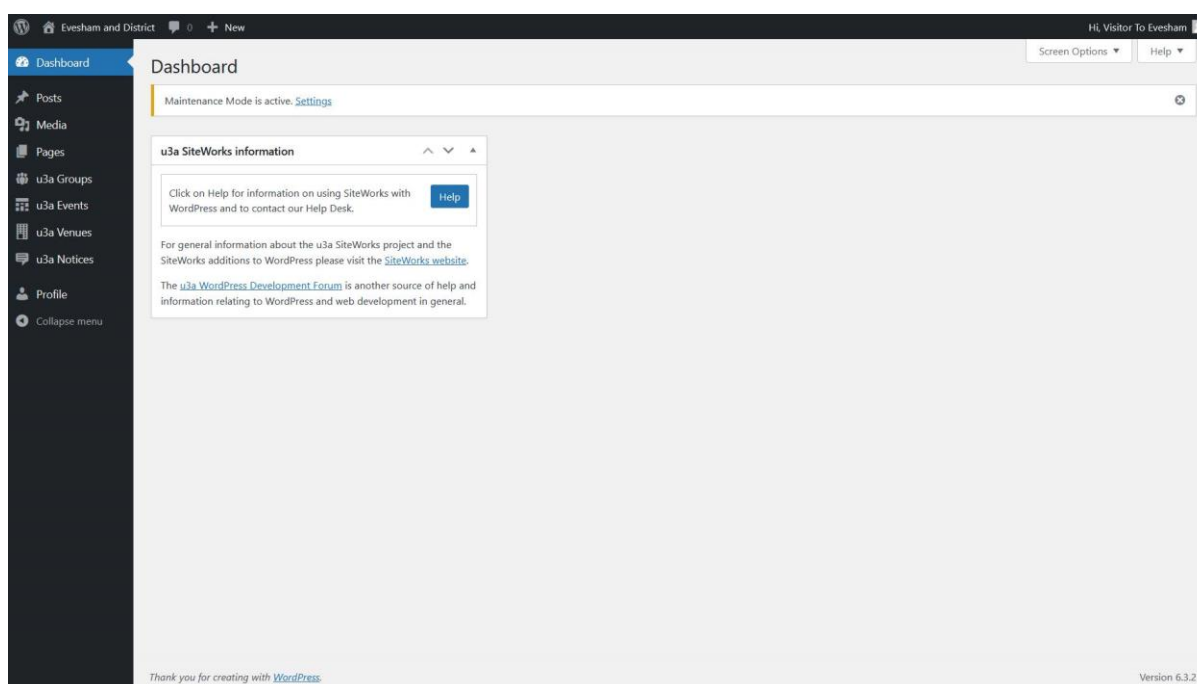 Evesham and District 0 + New
Hi, Visitor To Evesham
Screen Options ▼
Help ▼
Dashboard
Posts
Media
Pages
u3a Groups
u3a Events
u3a Venues
u3a Notices
Profile
Collapse menu
Dashboard
Maintenance Mode is active. Settings
u3a SiteWorks information
Click on Help for information on using SiteWorks with
WordPress and to contact our Help Desk.
Help
For general information about the u3a SiteWorks project and the
SiteWorks additions to WordPress please visit the SiteWorks website.
The u3a WordPress Development Forum is another source of help and
information relating to WordPress and web development in general.
Thank you for creating with WordPress.
Version 6.3.2